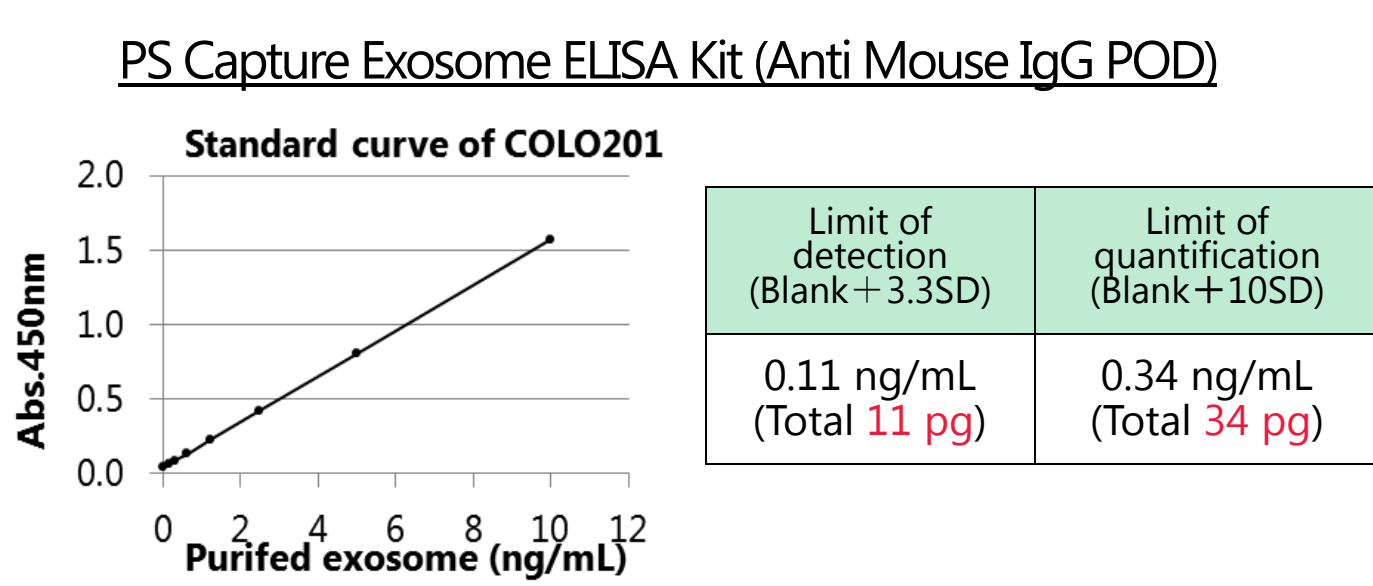 PS Capture Exosome ELISA Kit (Anti Mouse IgG POD)
Standard curve of COLO201
2.0
1.5
1.0
0.5
0.0
Abs.450nm
0 2 4 6 8 10 12
Purifed exosome (ng/mL)
Limit of
detection
(Blank+3.3SD)
Limit of
quantification
(Blank+10SD)
0.11 ng/mL
(Total 11 pg)
0.34 ng/mL
(Total 34 pg)